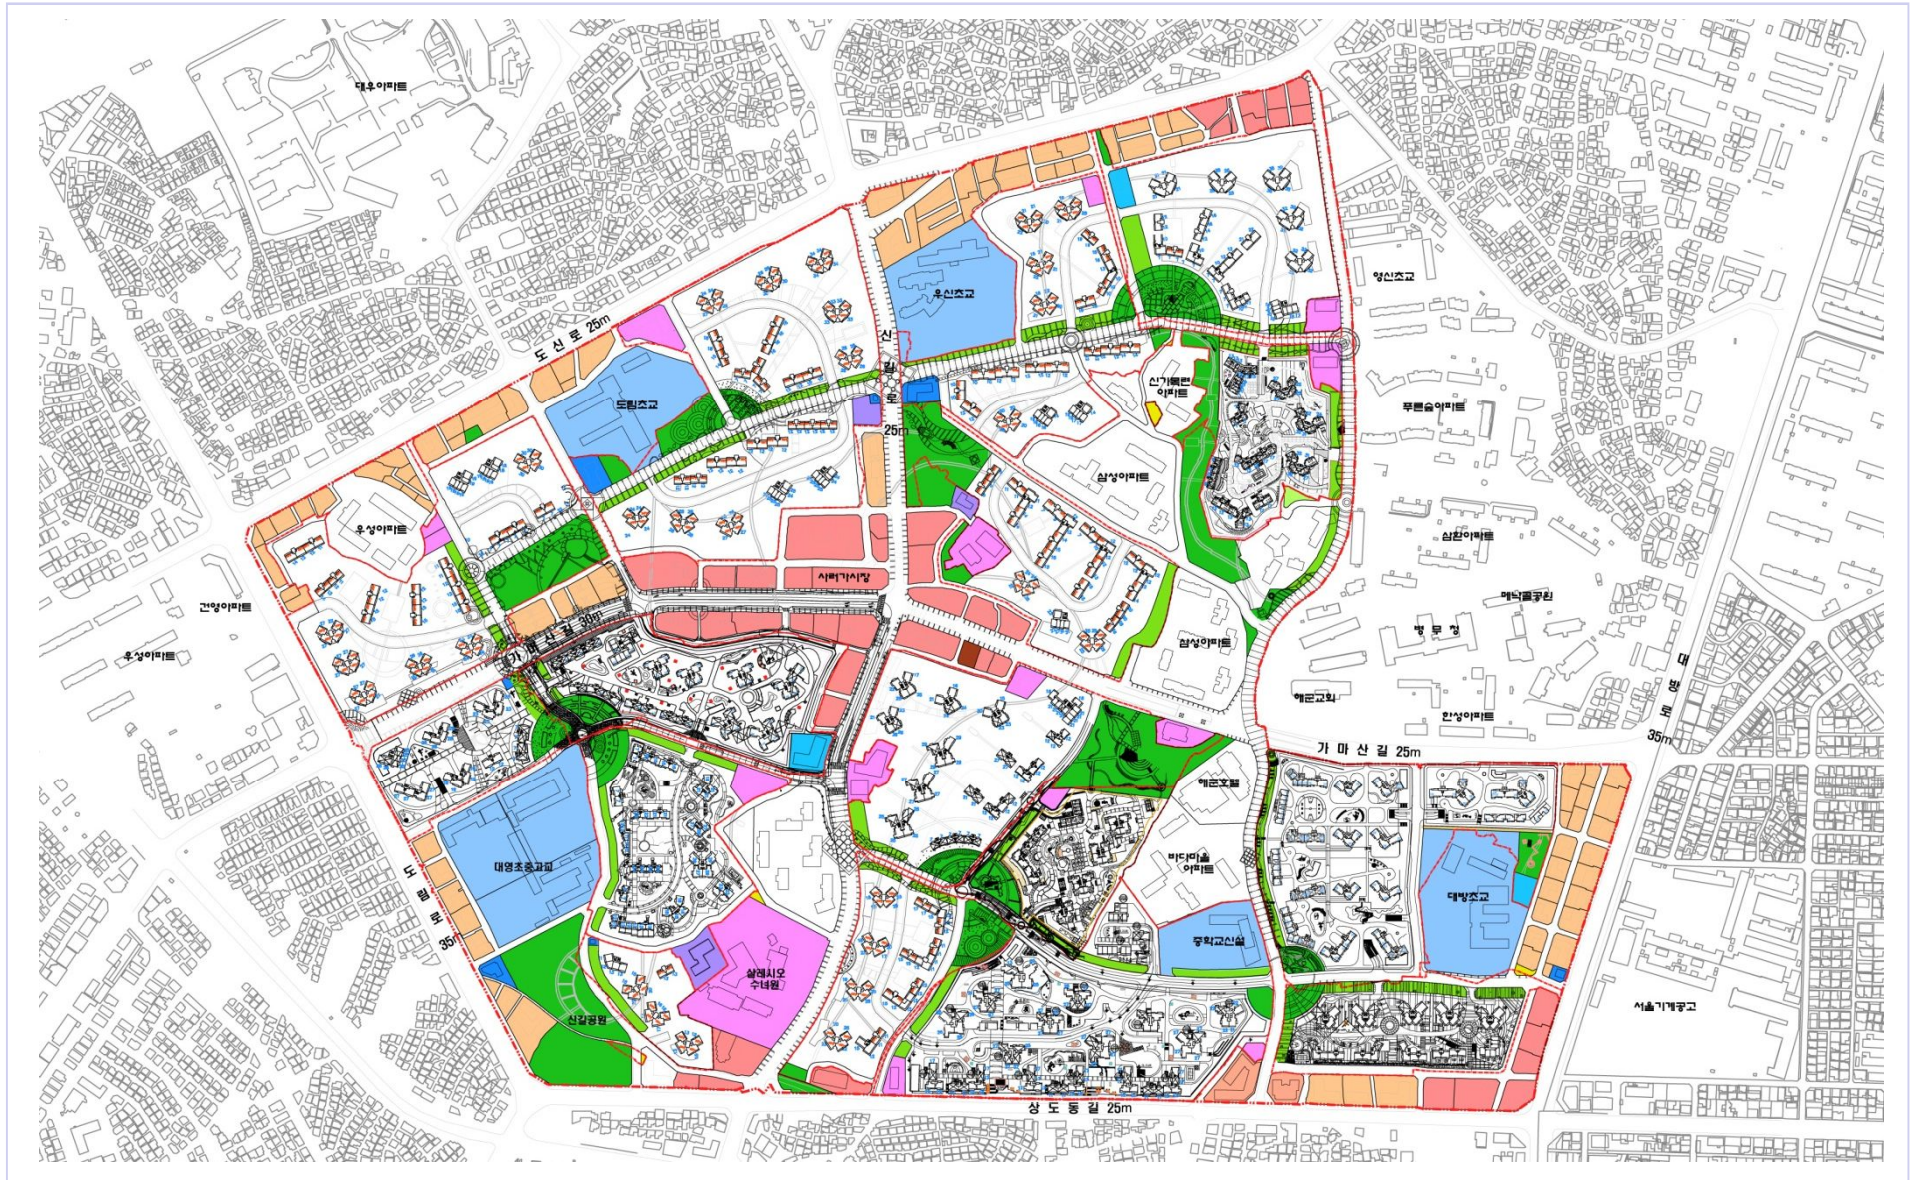 대우아파트
영신초교
우신초교
도신로 25m
신길로
25m
신기목련
아파트
도림초교
푸른숲아파트
삼성아파트
우성아파트
삼환아파트
사러가시장
메낙골공원
건영아파트
가마산길 30m
병무청
삼성아파트
우성아파트
대방로
35m
해군교회
한성아파트
가마산길 25m
해군호텔
바다마을
아파트
대영초중고교
대방초교
도림로
35m
중학교신설
살레시오
수녀원
신길공원
서울기계공고
상도동길 25m